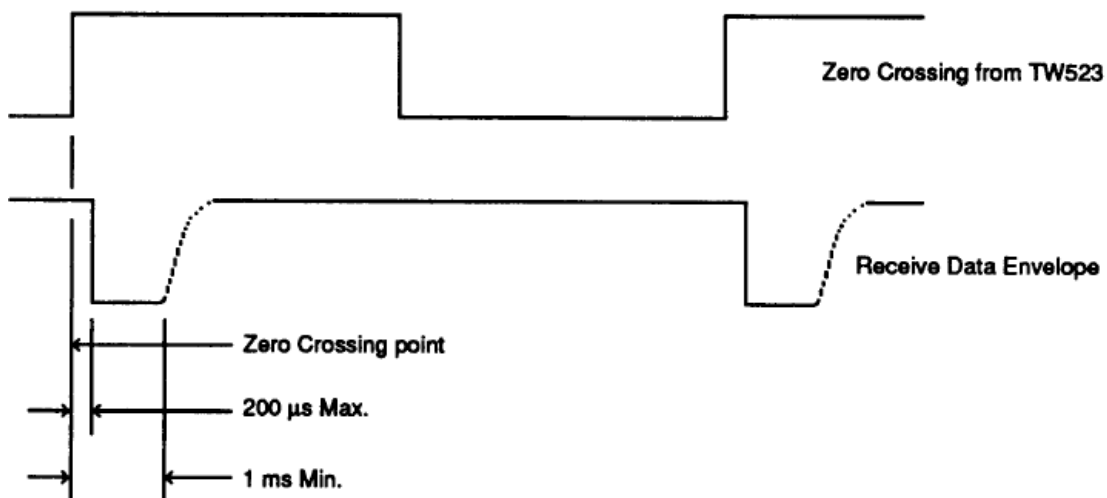 Zero Crossing from TW523
Receive Data Envelope
Zero Crossing point
200 μs Max.
1 ms Min.